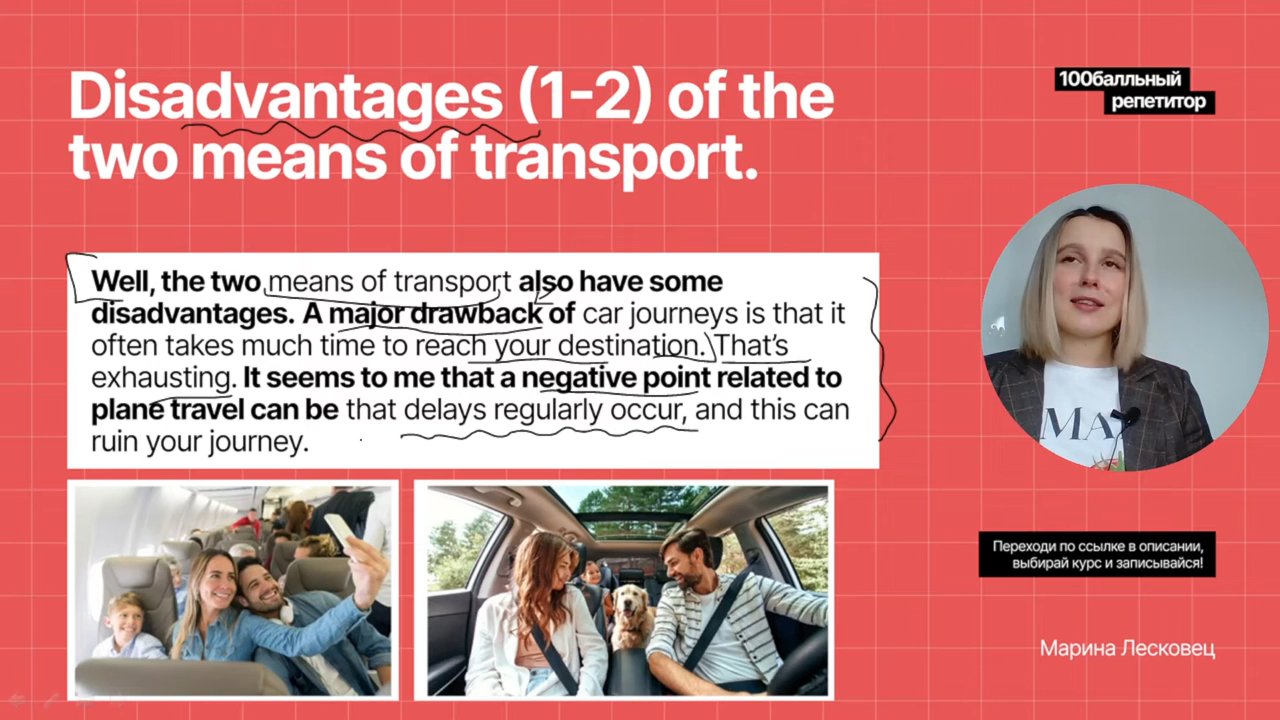 Disadvantages (1-2) of the
two means of transport.
100балльный
репетитор
Well, the two means of transport also have some
disadvantages. A major drawback of car journeys is that it
often takes much time to reach your destination. That’s
exhausting. It seems to me that a negative point related to
plane travel can be that delays regularly occur, and this can
ruin your journey.
MA
Переходи по ссылке в описании,
выбирай курс и записывайся!
Марина Лесковец